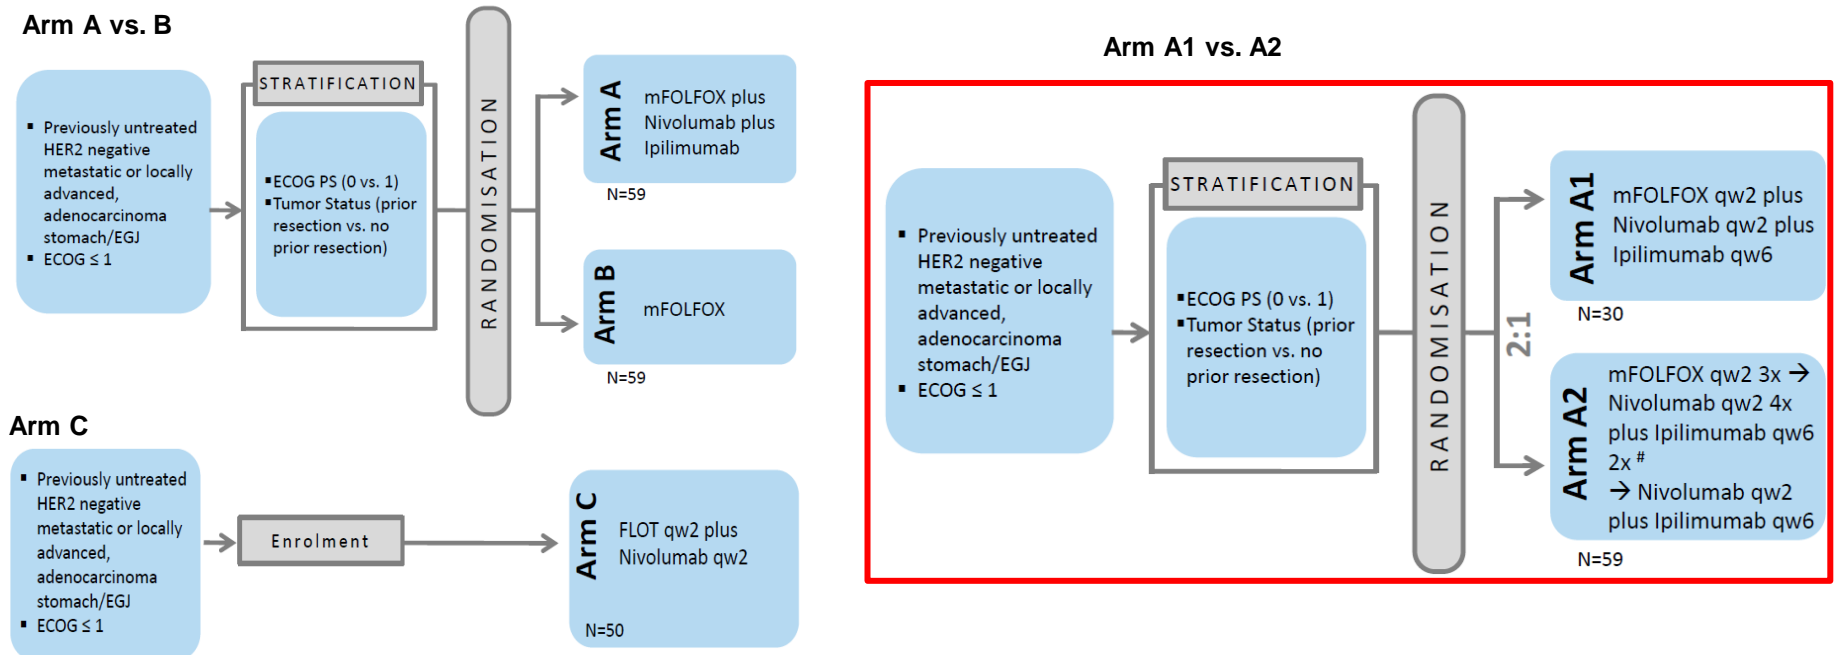 Arm A vs. B
▪ Previously untreated
HER2 negative
metastatic or locally
advanced,
adenocarcinoma
stomach/EGJ
▪ ECOG ≤ 1
STRATIFICATION
▪ECOG PS (0 vs. 1)
▪Tumor Status (prior
resection vs. no
prior resection)
RANDOMISATION
Arm A
mFOLFOX plus
Nivolumab plus
Ipilimumab
N=59
Arm B
mFOLFOX
N=59
Arm C
▪ Previously untreated
HER2 negative
metastatic or locally
advanced,
adenocarcinoma
stomach/EGJ
▪ ECOG ≤ 1
Enrolment
Arm C
FLOT qw2 plus
Nivolumab qw2
N=50
Arm A1 vs. A2
▪ Previously untreated
HER2 negative
metastatic or locally
advanced,
adenocarcinoma
stomach/EGJ
▪ ECOG ≤ 1
STRATIFICATION
▪ECOG PS (0 vs. 1)
▪Tumor Status (prior
resection vs. no
prior resection)
RANDOMISATION
2:1
Arm A1
mFOLFOX qw2 plus
Nivolumab qw2 plus
Ipilimumab qw6
N=30
Arm A2
mFOLFOX qw2 3x →
Nivolumab qw2 4x
plus Ipilimumab qw6
2x #
→ Nivolumab qw2
plus Ipilimumab qw6
N=59